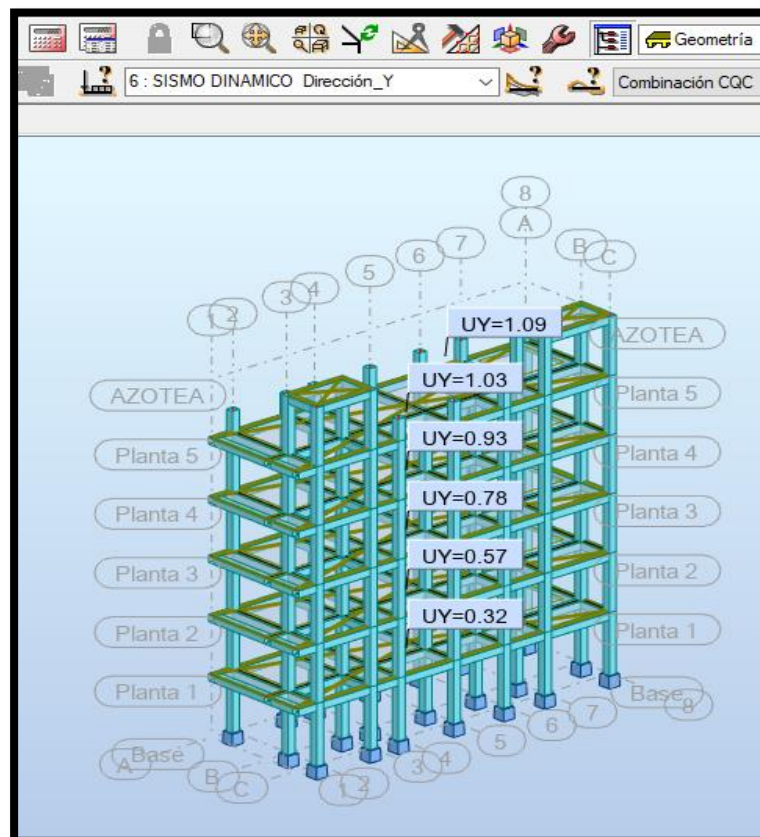 Geometría
6 : SISMO DINAMICO Dirección_Y
Combinación CQC
8
A
7
B
6
C
5
3
4
1
2
UY=1.09
AZOTEA
UY=1.03
AZOTEA
Planta 5
UY=0.93
Planta 5
Planta 4
UY=0.78
Planta 4
Planta 3
UY=0.57
Planta 3
Planta 2
UY=0.32
Planta 2
Planta 1
Planta 1
Base
8
Base
A
B
C
1
2
3
4
5
6
7